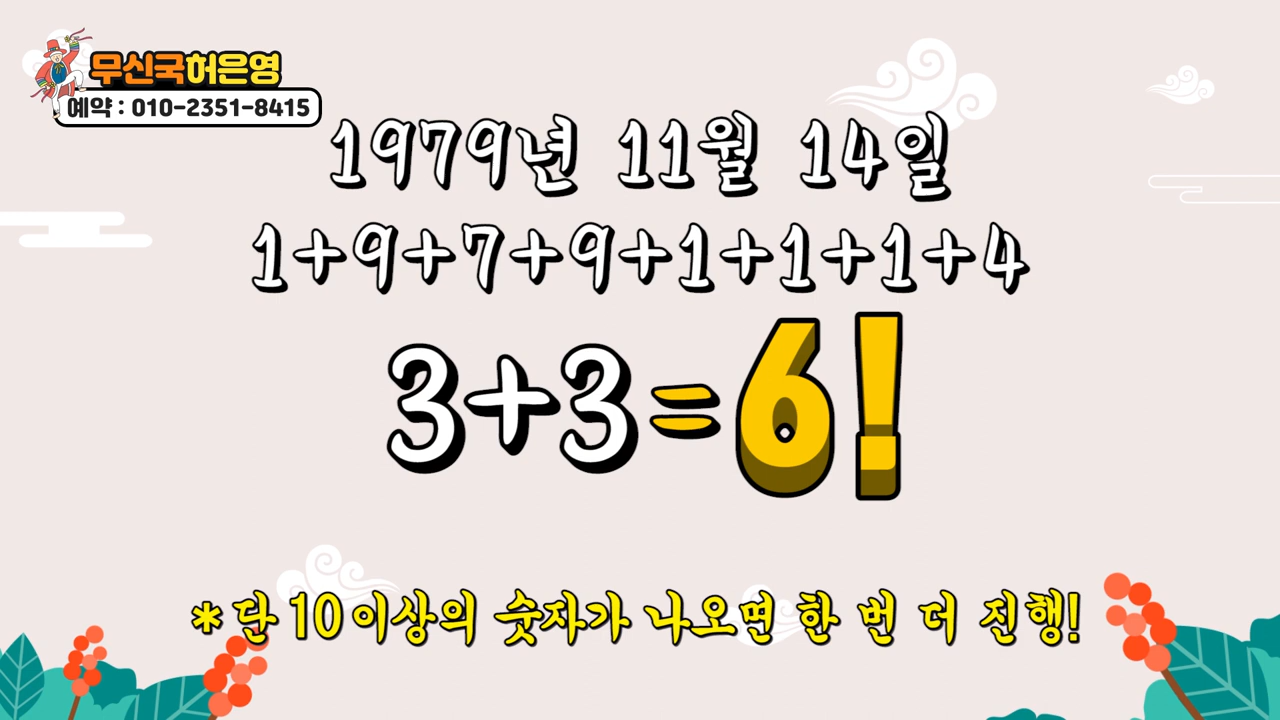 무신국허은영
예약 : 010-2351-8415
1979년 11월 14일
1+9+7+9+1+1+1+4
3+3=6!
*단 10이상의 숫자가 나오면 한 번 더 진행!